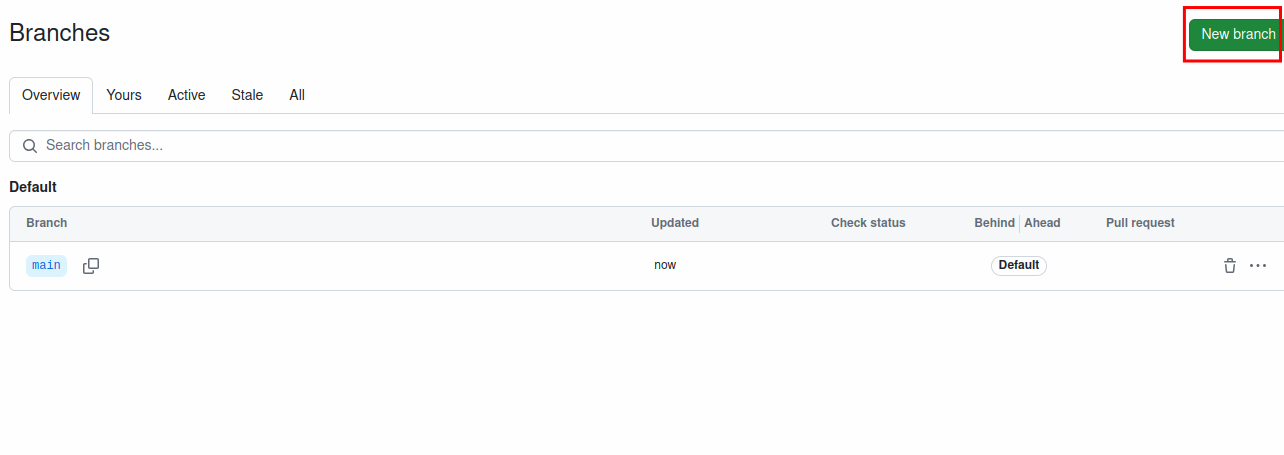 Branches
New branch
Overview Yours Active Stale All
Search branches...
Default
Branch Updated Check status Behind Ahead Pull request
main now Default